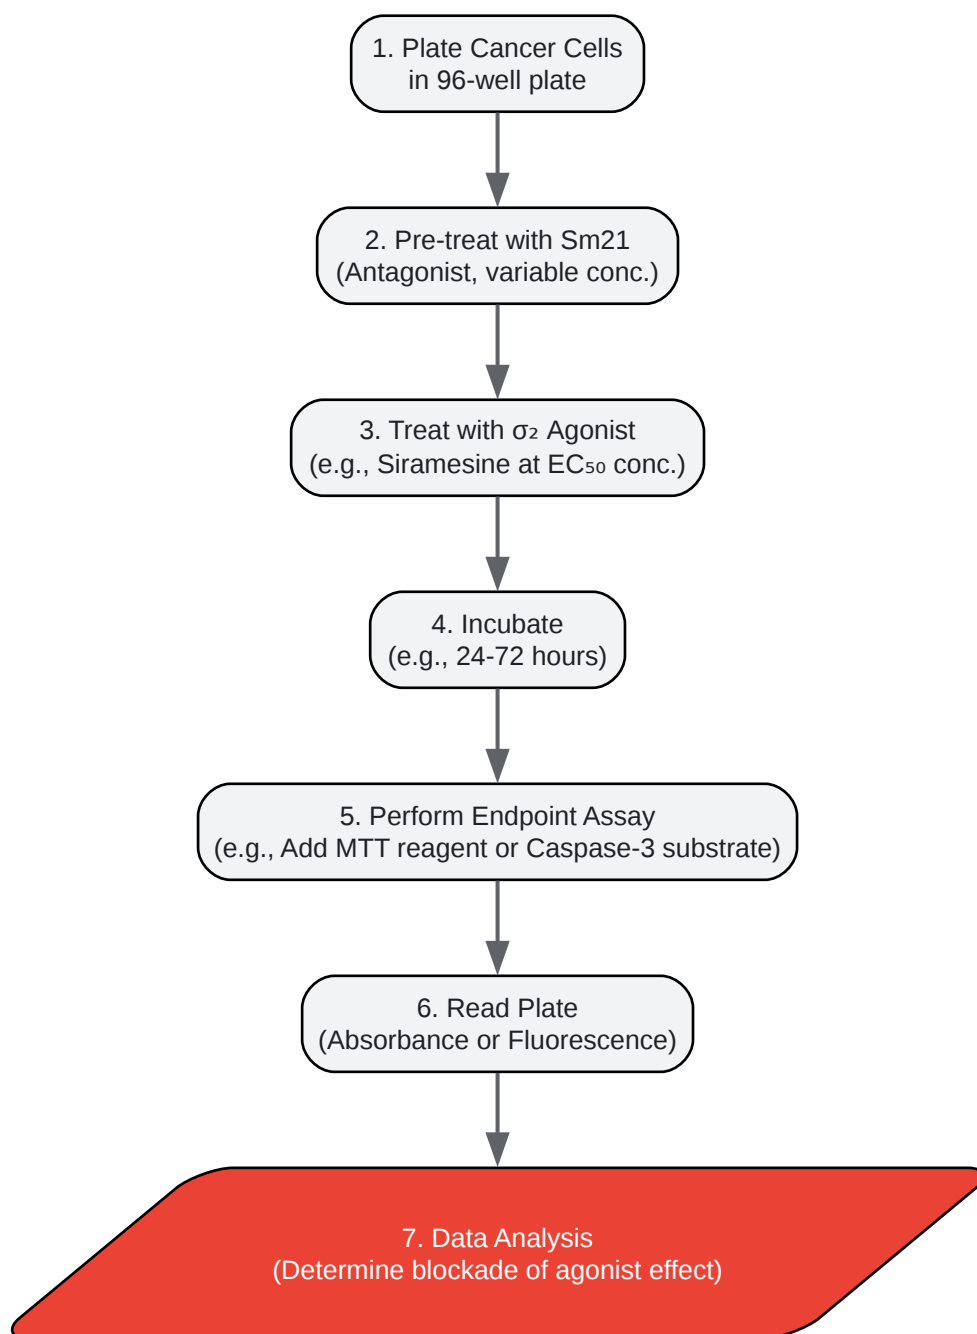 1. Plate Cancer Cells
in 96-well plate
2. Pre-treat with Sm21
(Antagonist, variable conc.)
3. Treat with σ₂ Agonist
(e.g., Siramesine at EC₅₀ conc.)
4. Incubate
(e.g., 24-72 hours)
5. Perform Endpoint Assay
(e.g., Add MTT reagent or Caspase-3 substrate)
6. Read Plate
(Absorbance or Fluorescence)
7. Data Analysis
(Determine blockade of agonist effect)